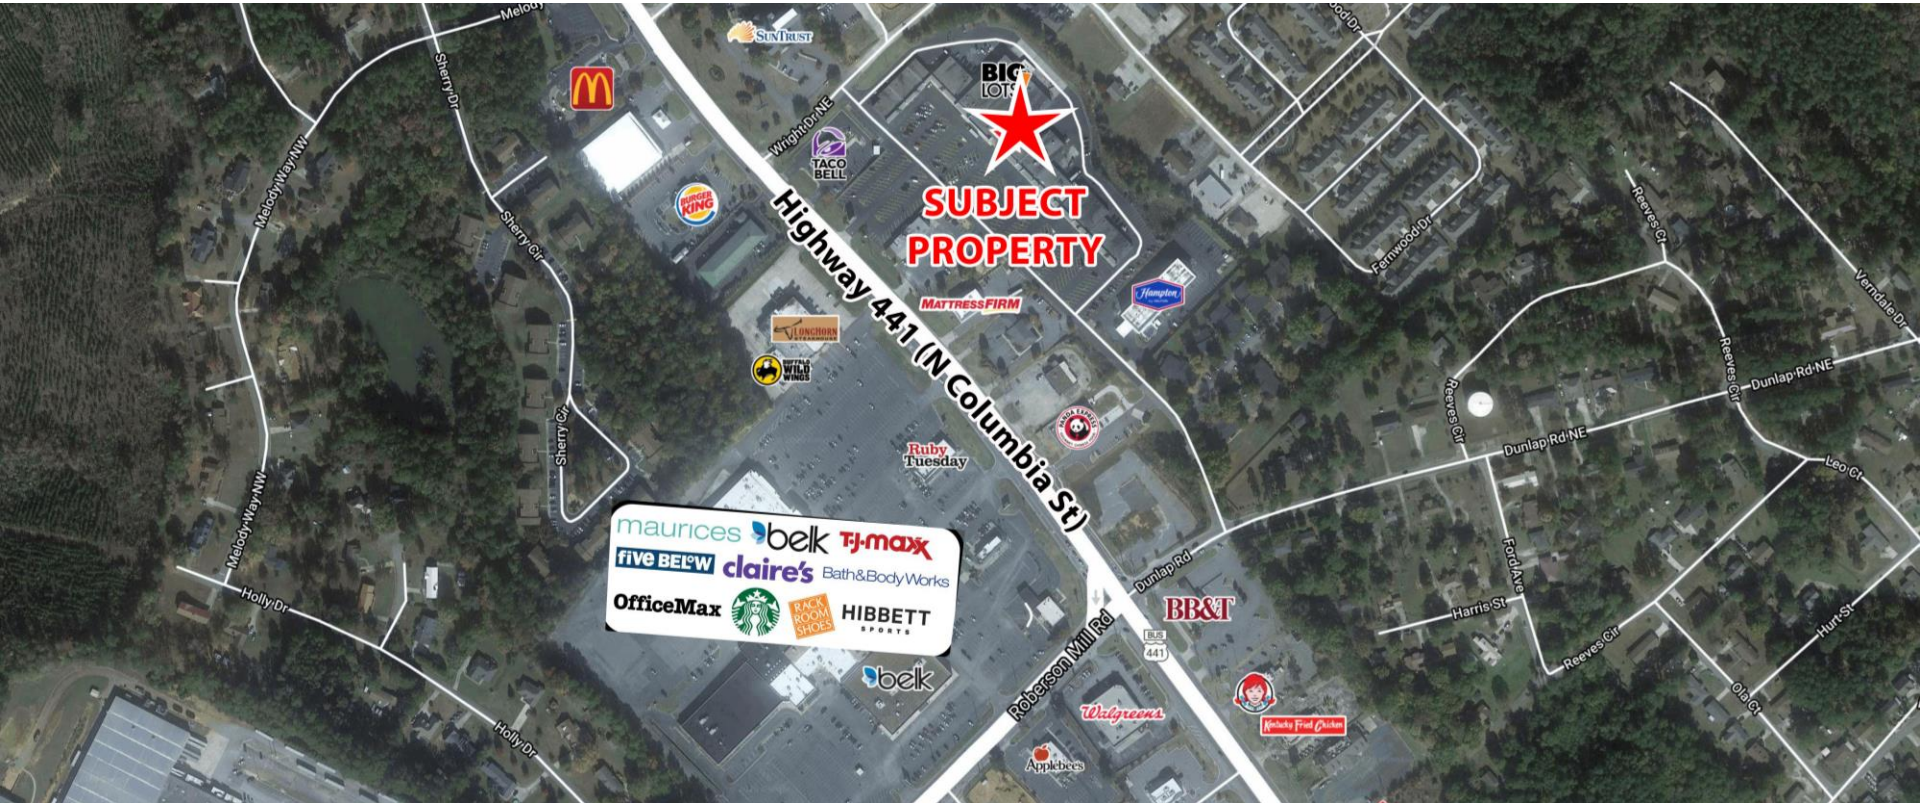 Melody
SUNTRUST
ood Dr
BIG
LOTS
Sherry Dr
Wright Dr NE
TACO
BELL
Melody Way NW
BURGER
KING
SUBJECT
PROPERTY
Highway 441 (N Columbia St)
Sherry Cir
Fernwood Dr
Reeves Ct
Verndale Dr
Hampton
MATTRESSFIRM
LONGHORN
STEAKHOUSE
BUFFALO
WILD
WINGS
Reeves Cir
Dunlap Rd NE
Reeves Cir
PANDA EXPRESS
Sherry Cir
Ruby
Tuesday
Dunlap Rd NE
Leo Ct
Melody Way NW
maurices belk T·J·maxx
five BELOW claire's Bath & Body Works
OfficeMax RACK ROOM SHOES HIBBETT
SPORTS
Dunlap Rd
Ford Ave
Holly Dr
BB&T
Harris St
Hurt St
Roberson Mill Rd
BUS
441
Reeves Cir
belk
Ola Ct
Walgreens
Kentucky Fried Chicken
Holly Dr
Applebees